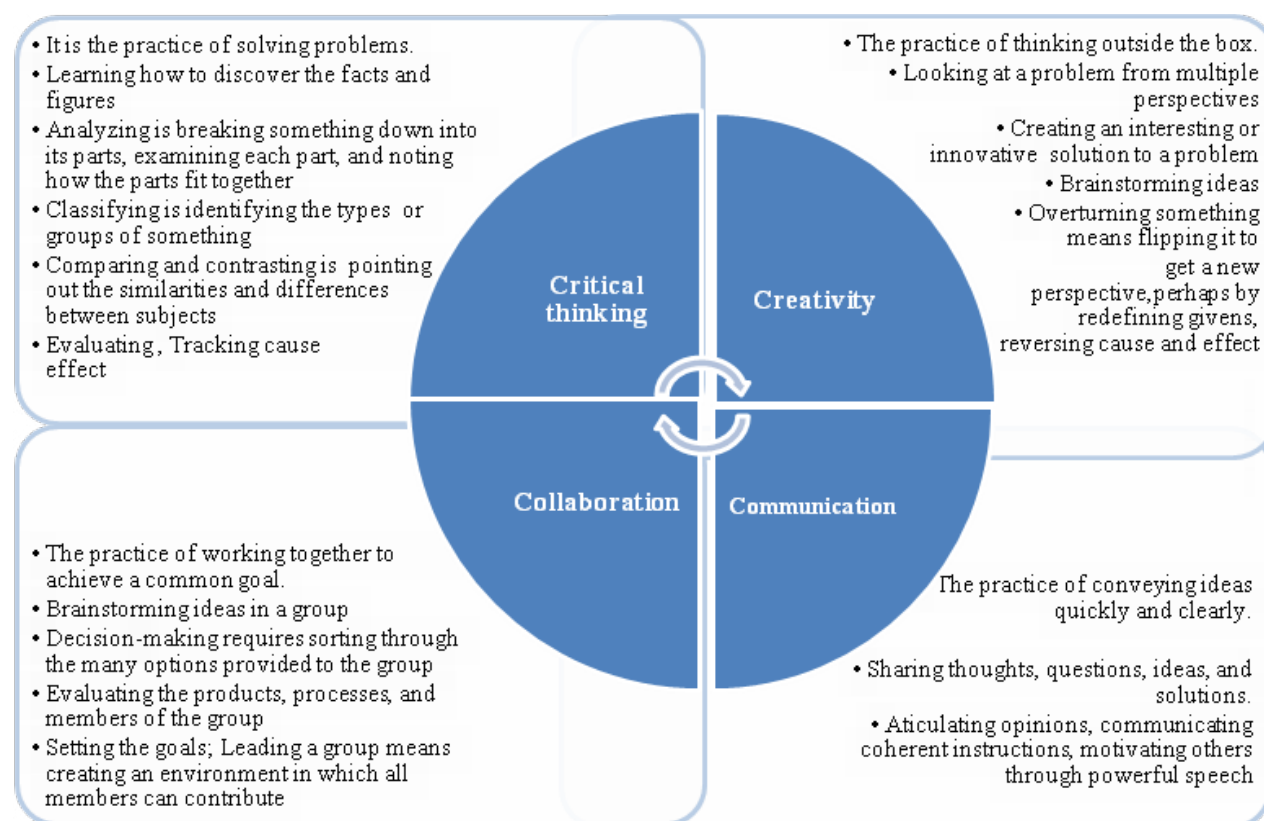 • It is the practice of solving problems.
• Learning how to discover the facts and
figures
• Analyzing is breaking something down into
its parts, examining each part, and noting
how the parts fit together
• Classifying is identifying the types or
groups of something
• Comparing and contrasting is pointing
out the similarities and differences
between subjects
• Evaluating, Tracking cause
effect
• The practice of thinking outside the box.
• Looking at a problem from multiple
perspectives
• Creating an interesting or
innovative solution to a problem
• Brainstorming ideas
• Overturning something
means flipping it to
get a new
perspective,perhaps by
redefining givens,
reversing cause and effect
Critical
thinking
Creativity
Collaboration
Communication
• The practice of working together to
achieve a common goal.
• Brainstorming ideas in a group
• Decision-making requires sorting through
the many options provided to the group
• Evaluating the products, processes, and
members of the group
• Setting the goals; Leading a group means
creating an environment in which all
members can contribute
The practice of conveying ideas
quickly and clearly.
• Sharing thoughts, questions, ideas, and
solutions.
• Aticulating opinions, communicating
coherent instructions, motivating others
through powerful speech